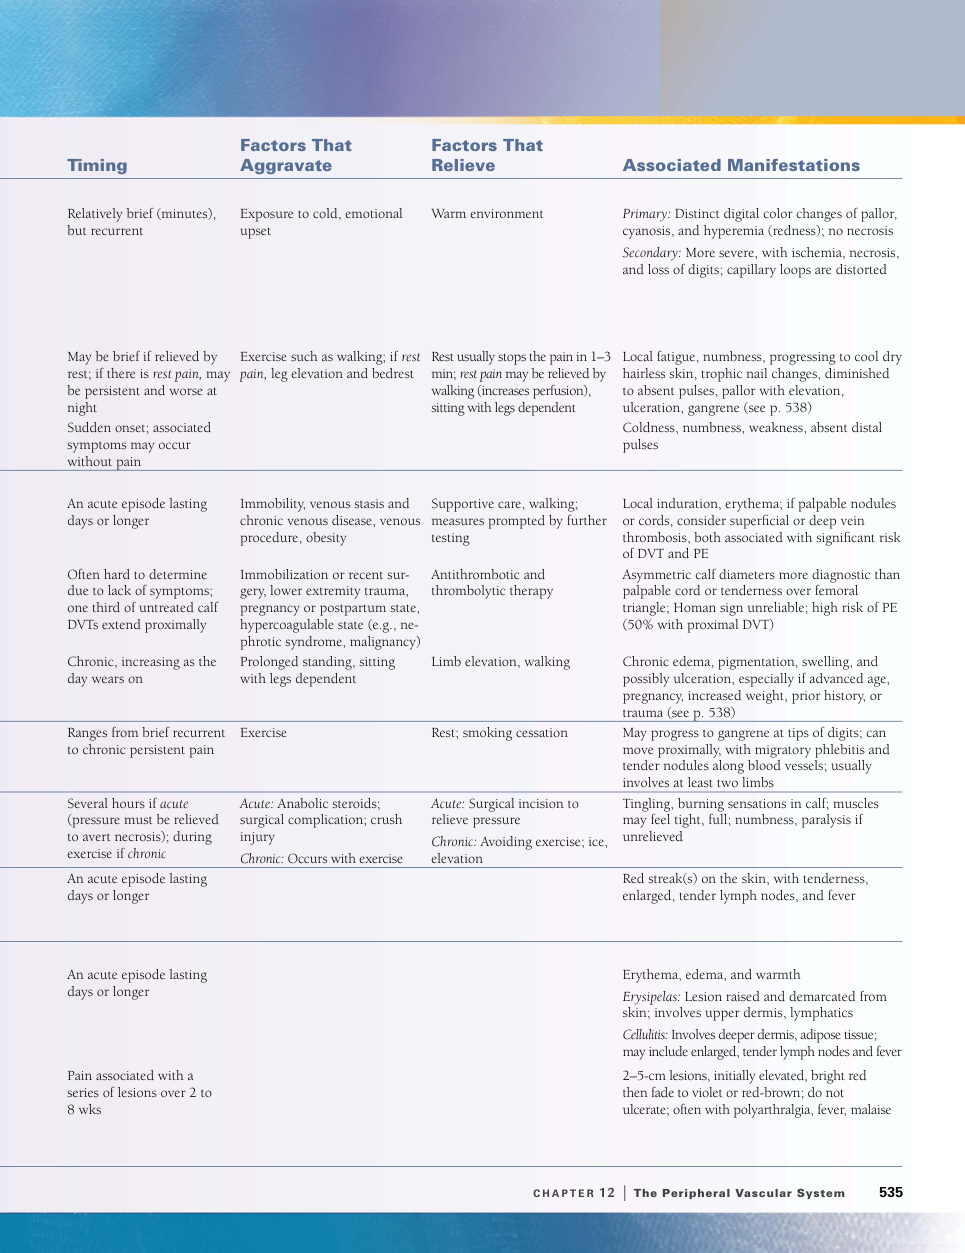 Timing
Factors That
Aggravate
Factors That
Relieve
Associated Manifestations
Relatively brief (minutes),
but recurrent
Exposure to cold, emotional
upset
Warm environment
Primary: Distinct digital color changes of pallor,
cyanosis, and hyperemia (redness); no necrosis
Secondary: More severe, with ischemia, necrosis,
and loss of digits; capillary loops are distorted
May be brief if relieved by
rest; if there is rest pain, may
be persistent and worse at
night
Exercise such as walking; if rest
pain, leg elevation and bedrest
Rest usually stops the pain in 1–3
min; rest pain may be relieved by
walking (increases perfusion),
sitting with legs dependent
Local fatigue, numbness, progressing to cool dry
hairless skin, trophic nail changes, diminished
to absent pulses, pallor with elevation,
ulceration, gangrene (see p. 538)
Sudden onset; associated
symptoms may occur
without pain
Coldness, numbness, weakness, absent distal
pulses
An acute episode lasting
days or longer
Immobility, venous stasis and
chronic venous disease, venous
procedure, obesity
Supportive care, walking;
measures prompted by further
testing
Local induration, erythema; if palpable nodules
or cords, consider superficial or deep vein
thrombosis, both associated with significant risk
of DVT and PE
Often hard to determine
due to lack of symptoms;
one third of untreated calf
DVTs extend proximally
Immobilization or recent sur-
gery, lower extremity trauma,
pregnancy or postpartum state,
hypercoagulable state (e.g., ne-
phrotic syndrome, malignancy)
Antithrombotic and
thrombolytic therapy
Asymmetric calf diameters more diagnostic than
palpable cord or tenderness over femoral
triangle; Homan sign unreliable; high risk of PE
(50% with proximal DVT)
Chronic, increasing as the
day wears on
Prolonged standing, sitting
with legs dependent
Limb elevation, walking
Chronic edema, pigmentation, swelling, and
possibly ulceration, especially if advanced age,
pregnancy, increased weight, prior history, or
trauma (see p. 538)
Ranges from brief recurrent
to chronic persistent pain
Exercise
Rest; smoking cessation
May progress to gangrene at tips of digits; can
move proximally, with migratory phlebitis and
tender nodules along blood vessels; usually
involves at least two limbs
Several hours if acute
(pressure must be relieved
to avert necrosis); during
exercise if chronic
Acute: Anabolic steroids;
surgical complication; crush
injury
Chronic: Occurs with exercise
Acute: Surgical incision to
relieve pressure
Chronic: Avoiding exercise; ice,
elevation
Tingling, burning sensations in calf; muscles
may feel tight, full; numbness, paralysis if
unrelieved
An acute episode lasting
days or longer
Red streak(s) on the skin, with tenderness,
enlarged, tender lymph nodes, and fever
An acute episode lasting
days or longer
Erythema, edema, and warmth
Erysipelas: Lesion raised and demarcated from
skin; involves upper dermis, lymphatics
Cellulitis: Involves deeper dermis, adipose tissue;
may include enlarged, tender lymph nodes and fever
Pain associated with a
series of lesions over 2 to
8 wks
2–5-cm lesions, initially elevated, bright red
then fade to violet or red-brown; do not
ulcerate; often with polyarthralgia, fever, malaise
CHAPTER 12 | The Peripheral Vascular System 535